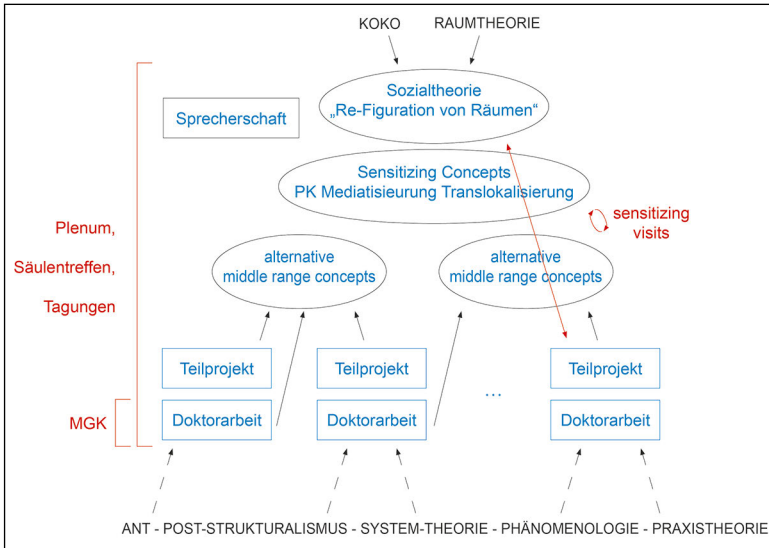 KOKO
RAUMTHEORIE
Sozialtheorie
„Re-Figuration von Räumen“
Sprecherschaft
Sensitizing Concepts
PK Mediatisieurung Translokalisierung
sensitizing
visits
Plenum,
Säulentreffen,
Tagungen
alternative
middle range concepts
alternative
middle range concepts
Teilprojekt
Teilprojekt
Teilprojekt
...
MGK
Doktorarbeit
Doktorarbeit
Doktorarbeit
ANT - POST-STRUKTURALISMUS - SYSTEM-THEORIE - PHÄNOMENOLOGIE - PRAXISTHEORIE